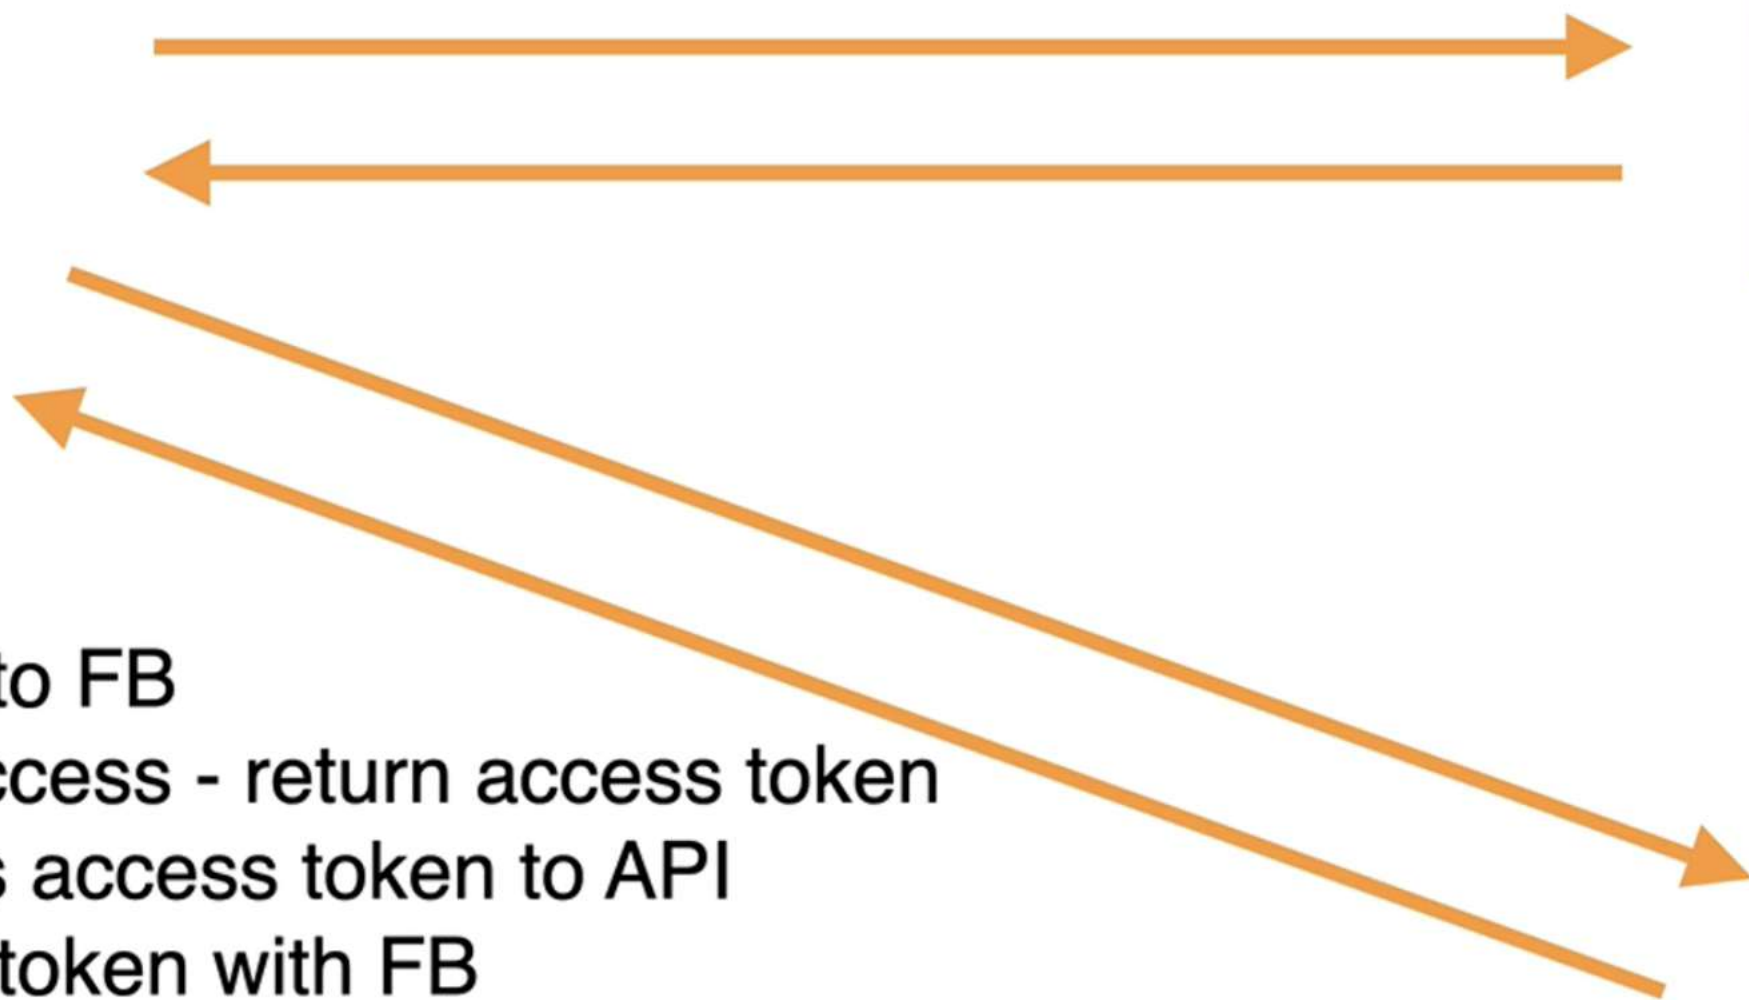 to FB
ccess - return access token
s access token to API
token with FB